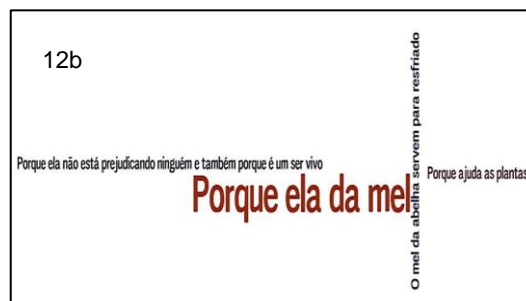 12b
Porque ela não está prejudicando ninguém e também porque é um ser vivo
Porque ela da mel
O mel da abelha servem para resfriado
Porque ajuda as plantas